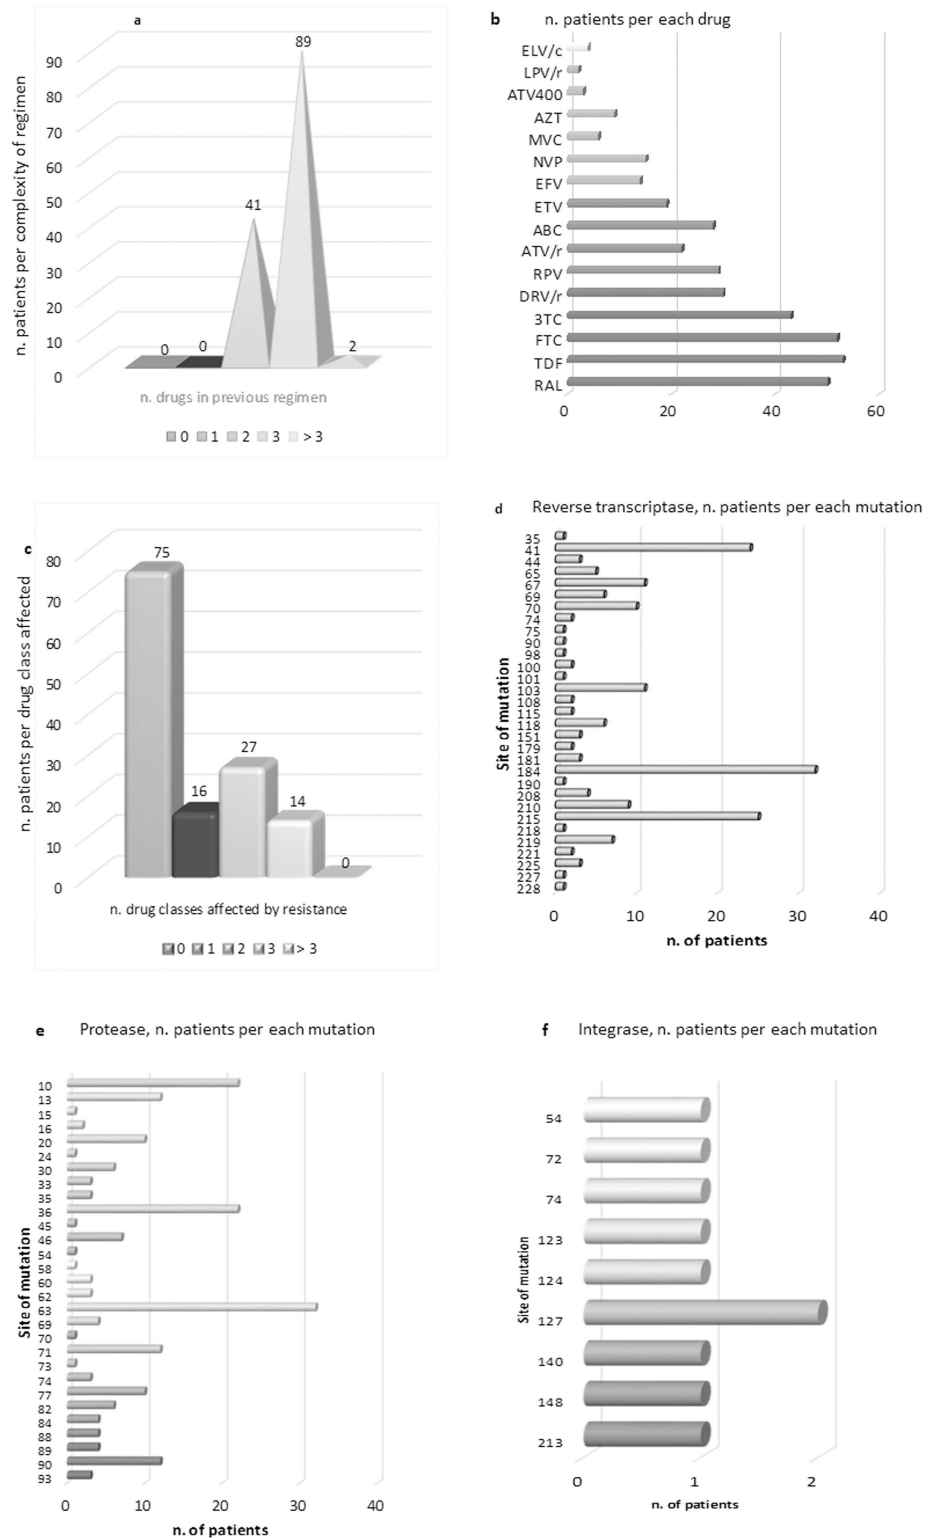 a
n. patients per complexity of regimen
90
80
70
60
50
40
30
20
10
0
0
0
41
89
2
n. drugs in previous regimen
0 1 2 3 > 3
b n. patients per each drug
ELV/c
LPV/r
ATV400
AZT
MVC
NVP
EFV
ETV
ABC
ATV/r
RPV
DRV/r
3TC
FTC
TDF
RAL
0 20 40 60
c
n. patients per drug class affected
80
70
60
50
40
30
20
10
0
75
16
27
14
0
n. drug classes affected by resistance
0 1 2 3 > 3
d Reverse transcriptase, n. patients per each mutation
Site of mutation
35
41
44
65
67
69
70
74
75
90
98
100
101
103
108
115
118
151
179
181
184
190
208
210
215
218
219
221
225
227
228
0 10 20 30 40
n. of patients
e Protease, n. patients per each mutation
Site of mutation
10
13
15
16
20
24
30
33
35
36
45
46
54
58
60
62
63
69
70
71
73
74
77
82
84
88
89
90
93
0 10 20 30 40
n. of patients
f Integrase, n. patients per each mutation
Site of mutation
54
72
74
123
124
127
140
148
213
0 1 2
n. of patients